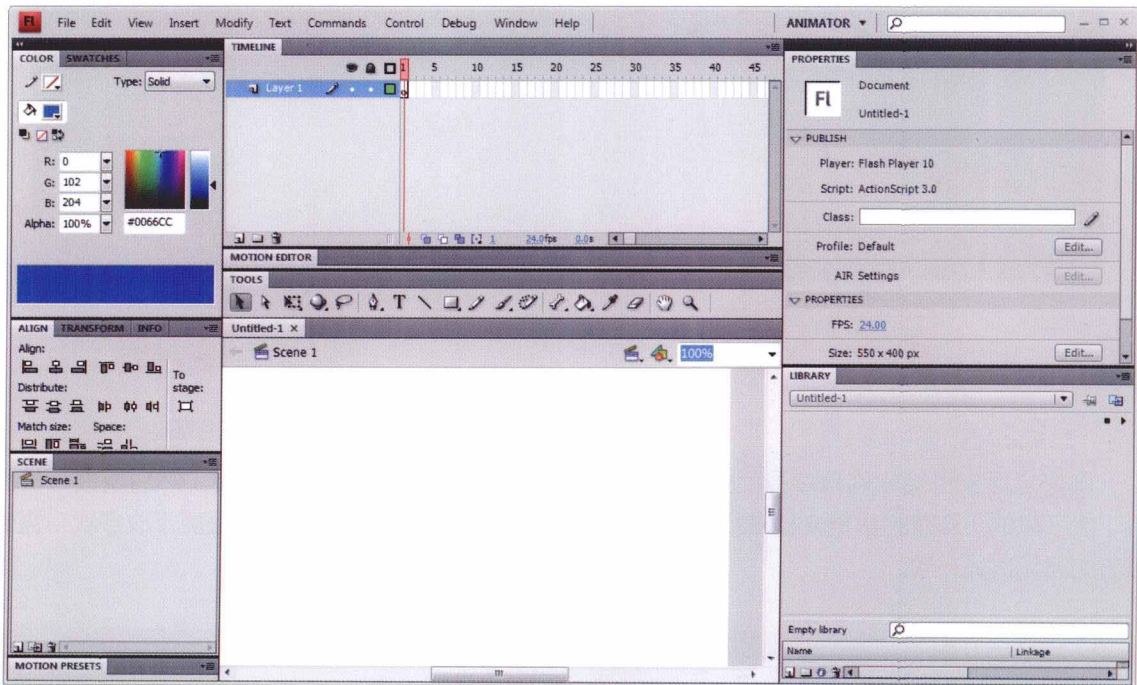 FL File Edit View Insert Modify Text Commands Control Debug Window Help ANIMATOR
COLOR SWATCHES
Type: Solid
R: 0
G: 102
B: 204
Alpha: 100% #0066CC
ALIGN TRANSFORM INFO
Align:
To stage:
Distribute:
Match size: Space:
SCENE
Scene 1
MOTION PRESETS
TIMELINE
1 5 10 15 20 25 30 35 40 45
Layer 1
1 24.0fps 0.0s
MOTION EDITOR
TOOLS
T
Untitled-1 ×
Scene 1 100%
PROPERTIES
FL Document
Untitled-1
PUBLISH
Player: Flash Player 10
Script: ActionScript 3.0
Class:
Profile: Default Edit...
AIR Settings Edit...
PROPERTIES
FPS: 24.00
Size: 550 x 400 px Edit...
LIBRARY
Untitled-1
Empty library
Name Linkage